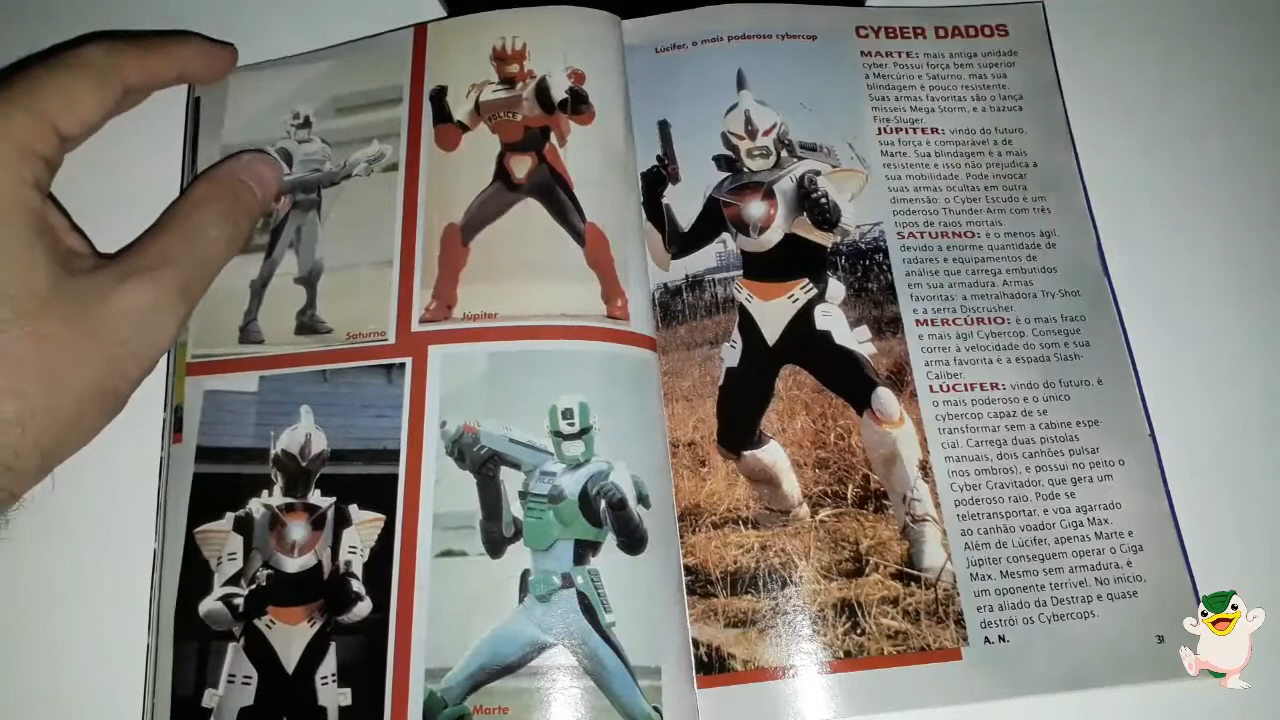 Saturno
POLICE
Júpiter
POLICE
Marte
Lúcifer, o mais poderoso cybercop
CYBER DADOS
MARTE: mais antiga unidade
cyber. Possui força bem superior
a Mercúrio e Saturno, mas sua
blindagem é pouco resistente.
Suas armas favoritas são o lança
mísseis Mega Storm, e a bazuca
Fire-Sluger.
JÚPITER: vindo do futuro,
sua força é comparável a de
Marte. Sua blindagem é a mais
resistente e isso não prejudica a
sua mobilidade. Pode invocar
suas armas ocultas em outra
dimensão: o Cyber Escudo e um
poderoso Thunder-Arm com três
tipos de raios mortais.
SATURNO: é o menos ágil,
devido a enorme quantidade de
radares e equipamentos de
análise que carrega embutidos
em sua armadura. Armas
favoritas: a metralhadora Try-Shot
e a serra Discrusher.
MERCÚRIO: é o mais fraco
e mais ágil Cybercop. Consegue
correr à velocidade do som e sua
arma favorita é a espada Slash-
Caliber.
LÚCIFER: vindo do futuro, é
o mais poderoso e o único
cybercop capaz de se
transformar sem a cabine espe-
cial. Carrega duas pistolas
manuais, dois canhões pulsar
(nos ombros), e possui no peito o
Cyber Gravitador, que gera um
poderoso raio. Pode se
teletransportar, e voa agarrado
ao canhão voador Giga Max.
Além de Lúcifer, apenas Marte e
Júpiter conseguem operar o Giga
Max. Mesmo sem armadura, é
um oponente terrível. No início,
era aliado da Destrap e quase
destrói os Cybercops.
A. N.
31